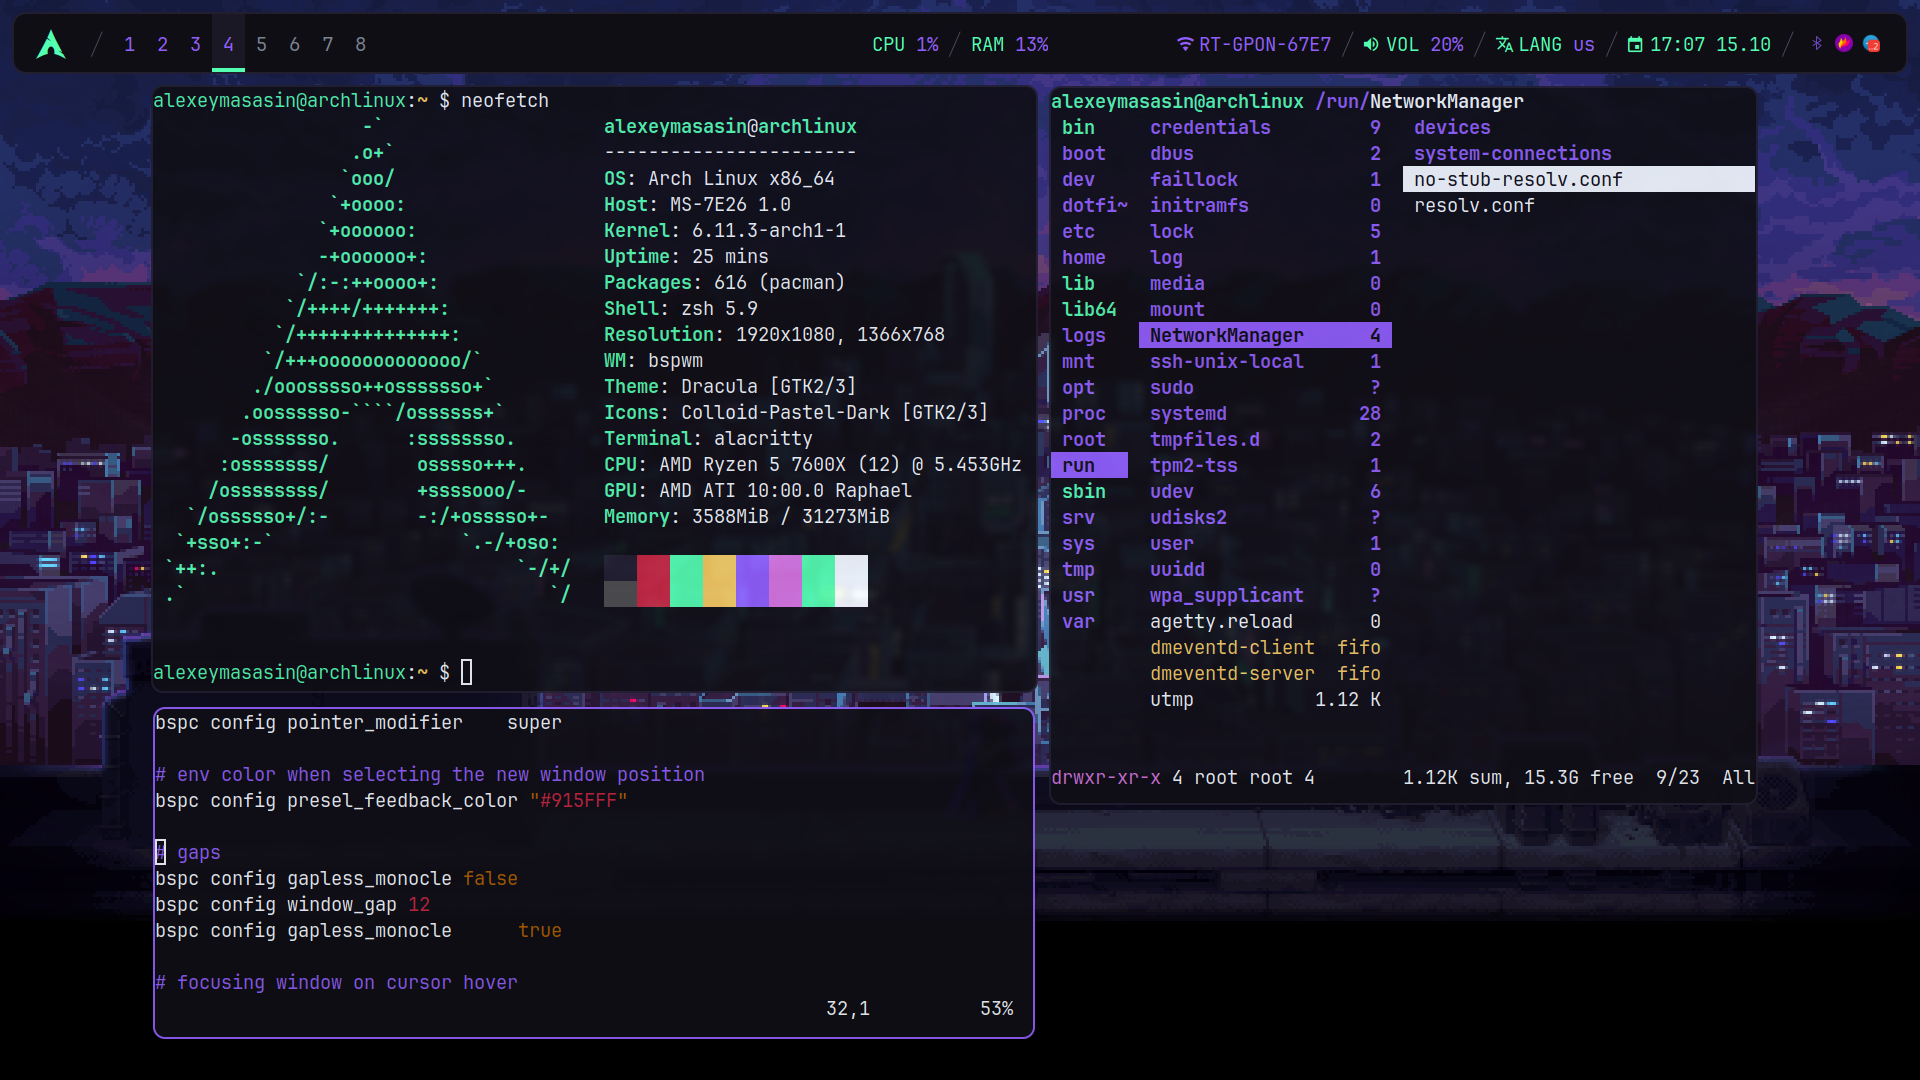 1 2 3 4 5 6 7 8
CPU 1% RAM 13%
RT-GPON-67E7 VOL 20% LANG us 17:07 15.10
alexeymasasin@archlinux:~ $ neofetch
-`
.o+`
`ooo/
`+oooo:
`+oooooo:
-+oooooo+:
`/:-:++oooo+:
`/++++/+++++++:
`/++++++++++++++:
`/+++ooooooooooooo/`
./ooosssso++osssssso+`
.oossssso-````/ossssss+`
-osssssso. :ssssssso.
:osssssss/ osssso+++.
/ossssssss/ +ssssooo/-
`/ossssso+/:- -:/+osssso+-
`+sso+:-` `.-/+oso:
`++:. `-/+/
.` `/
alexeymasasin@archlinux
-----------------------
OS: Arch Linux x86_64
Host: MS-7E26 1.0
Kernel: 6.11.3-arch1-1
Uptime: 25 mins
Packages: 616 (pacman)
Shell: zsh 5.9
Resolution: 1920x1080, 1366x768
WM: bspwm
Theme: Dracula [GTK2/3]
Icons: Colloid-Pastel-Dark [GTK2/3]
Terminal: alacritty
CPU: AMD Ryzen 5 7600X (12) @ 5.453GHz
GPU: AMD ATI 10:00.0 Raphael
Memory: 3588MiB / 31273MiB
alexeymasasin@archlinux:~ $
bspc config pointer_modifier super
# env color when selecting the new window position
bspc config presel_feedback_color "#915FFF"
# gaps
bspc config gapless_monocle false
bspc config window_gap 12
bspc config gapless_monocle true
# focusing window on cursor hover
32,1 53%
alexeymasasin@archlinux /run/NetworkManager
bin credentials 9 devices
boot dbus 2 system-connections
dev faillock 1 no-stub-resolv.conf
dotfi~ initramfs 0 resolv.conf
etc lock 5
home log 1
lib media 0
lib64 mount 0
logs NetworkManager 4
mnt ssh-unix-local 1
opt sudo ?
proc systemd 28
root tmpfiles.d 2
run tpm2-tss 1
sbin udev 6
srv udisks2 ?
sys user 1
tmp uuidd 0
usr wpa_supplicant ?
var agetty.reload 0
dmeventd-client fifo
dmeventd-server fifo
utmp 1.12 K
drwxr-xr-x 4 root root 4 1.12K sum, 15.3G free 9/23 All